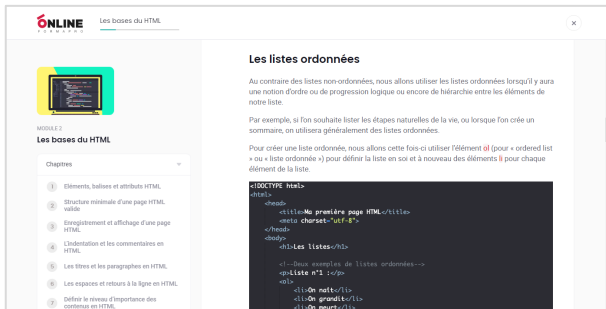 ONLINE
FORMAPRO
Les bases du HTML
×
MODULE 2
Les bases du HTML
Chapitres
1 Eléments, balises et attributs HTML
2 Structure minimale d'une page HTML
valide
3 Enregistrement et affichage d'une page
HTML
4 L'indentation et les commentaires en
HTML
5 Les titres et les paragraphes en HTML
6 Les espaces et retours à la ligne en HTML
7 Définir le niveau d'importance des
contenus en HTML
Les listes ordonnées
Au contraire des listes non-ordonnées, nous allons utiliser les listes ordonnées lorsqu'il y aura
une notion d'ordre ou de progression logique ou encore de hiérarchie entre les éléments de
notre liste.
Par exemple, si l'on souhaite lister les étapes naturelles de la vie, ou lorsque l'on crée un
sommaire, on utilisera généralement des listes ordonnées.
Pour créer une liste ordonnée, nous allons cette fois-ci utiliser l'élément ol (pour « ordered list
» ou « liste ordonnée ») pour définir la liste en soi et à nouveau des éléments li pour chaque
élément de la liste.
<!DOCTYPE html>
<html>
<head>
<title>Ma première page HTML</title>
<meta charset="utf-8">
</head>
<body>
<h1>Les listes</h1>
<!--Deux exemples de listes ordonnées-->
<p>Liste n°1 :</p>
<ol>
<li>On naît</li>
<li>On grandit</li>
<li>On meurt</li>